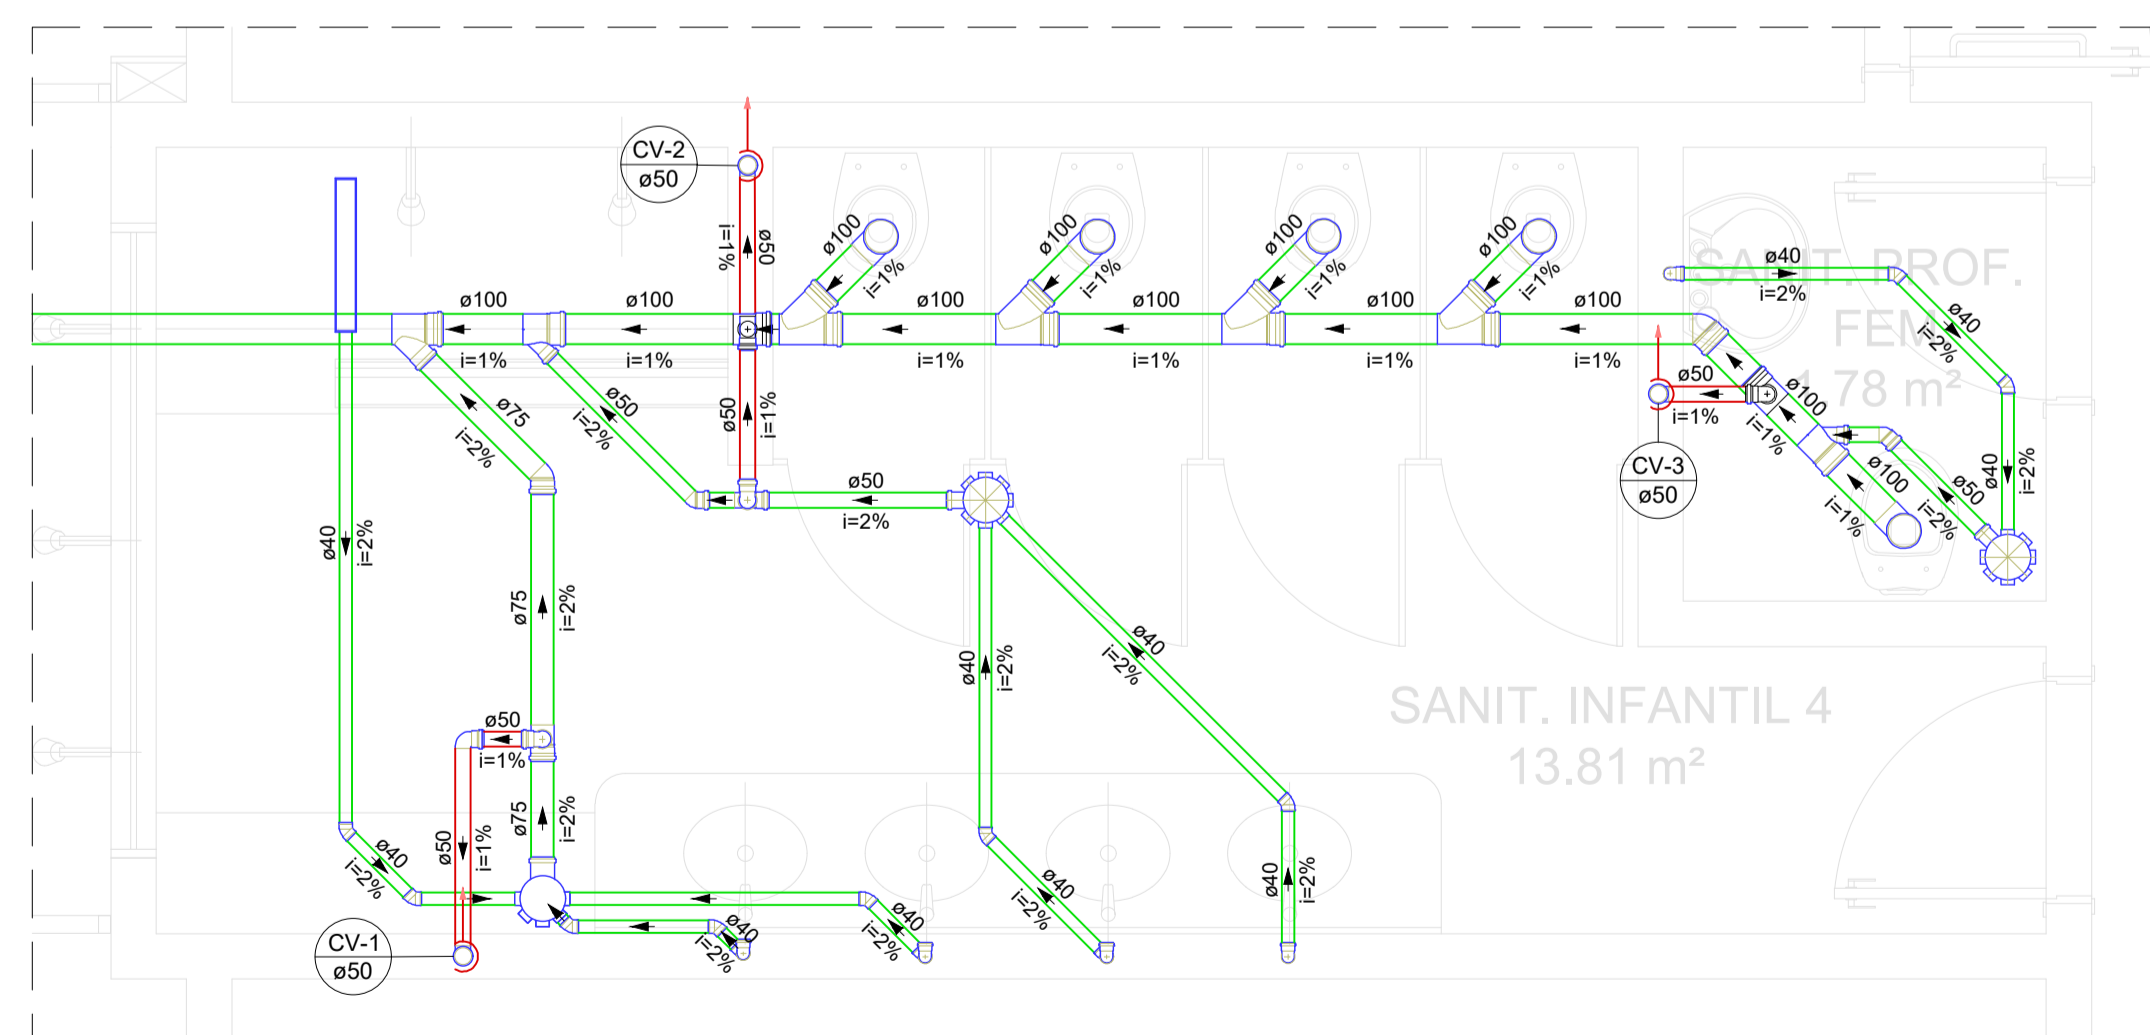 CV-2
ø50
i=1%
ø50
ø100
i=1%
ø100
i=1%
ø100
i=1%
ø100
i=1%
SANIT. PROF.
FEM
1.78 m²
ø40
i=2%
ø40
i=2%
ø40
i=2%
ø100
i=1%
ø100
i=1%
ø100
i=1%
ø100
i=1%
ø100
i=1%
ø100
i=1%
ø50
i=1%
ø100
i=1%
ø100
i=1%
ø50
i=2%
CV-3
ø50
ø75
i=2%
ø50
i=2%
ø50
i=1%
ø50
i=2%
ø40
i=2%
ø75
i=2%
ø40
i=2%
ø40
i=2%
SANIT. INFANTIL 4
13.81 m²
ø50
i=1%
ø50
i=1%
ø75
i=2%
ø40
i=2%
ø40
i=2%
ø40
i=2%
ø40
i=2%
ø40
i=2%
CV-1
ø50